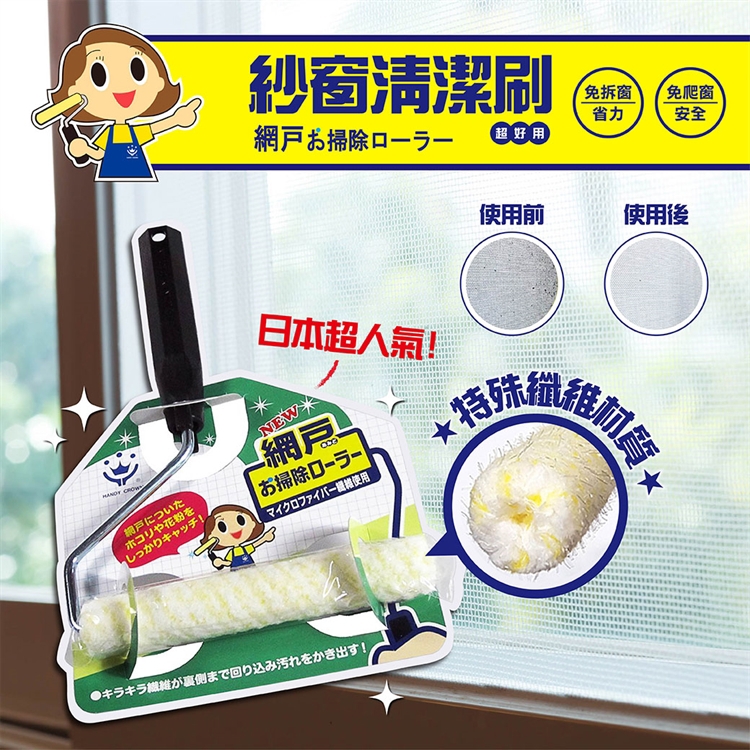 紗窗清潔刷
網戸お掃除ローラー
超好用
免拆窗
省力
免爬窗
安全
使用前
使用後
日本超人氣!
特殊纖維材質
HANDY CROWN
NEW
網戸
あみど
お掃除ローラー
マイクロファイバー繊維使用
網戸についた
ホコリや花粉を
しっかりキャッチ!
●キラキラ繊維が裏側まで回り込み汚れをかき出す!